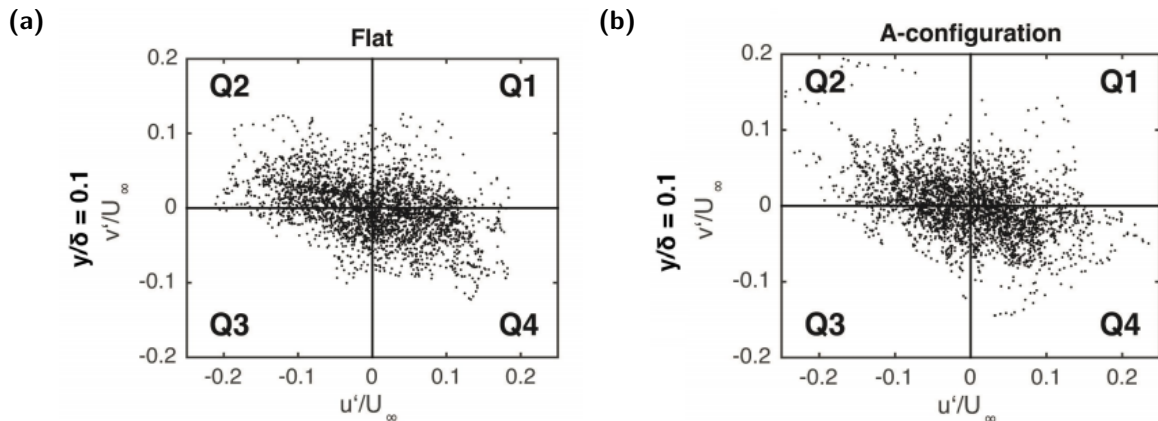 (a)
Flat
0.2
Q2 Q1
0.1
y/δ = 0.1
v‘/U∞
0
-0.1
Q3 Q4
-0.2
-0.2 -0.1 0 0.1 0.2
u‘/U∞
(b)
A-configuration
0.2
Q2 Q1
0.1
y/δ = 0.1
v‘/U∞
0
-0.1
Q3 Q4
-0.2
-0.2 -0.1 0 0.1 0.2
u‘/U∞